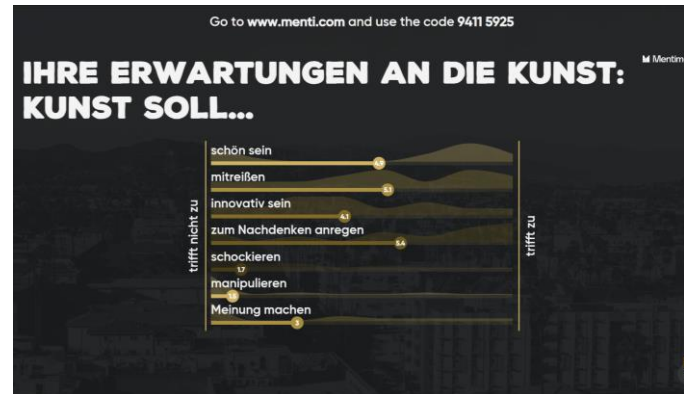 Go to www.menti.com and use the code 9411 5925
Mentim
IHRE ERWARTUNGEN AN DIE KUNST:
KUNST SOLL...
trifft nicht zu
schön sein
4.9
mitreißen
5.1
innovativ sein
4.1
zum Nachdenken anregen
5.4
schockieren
1.7
manipulieren
Meinung machen
3
trifft zu